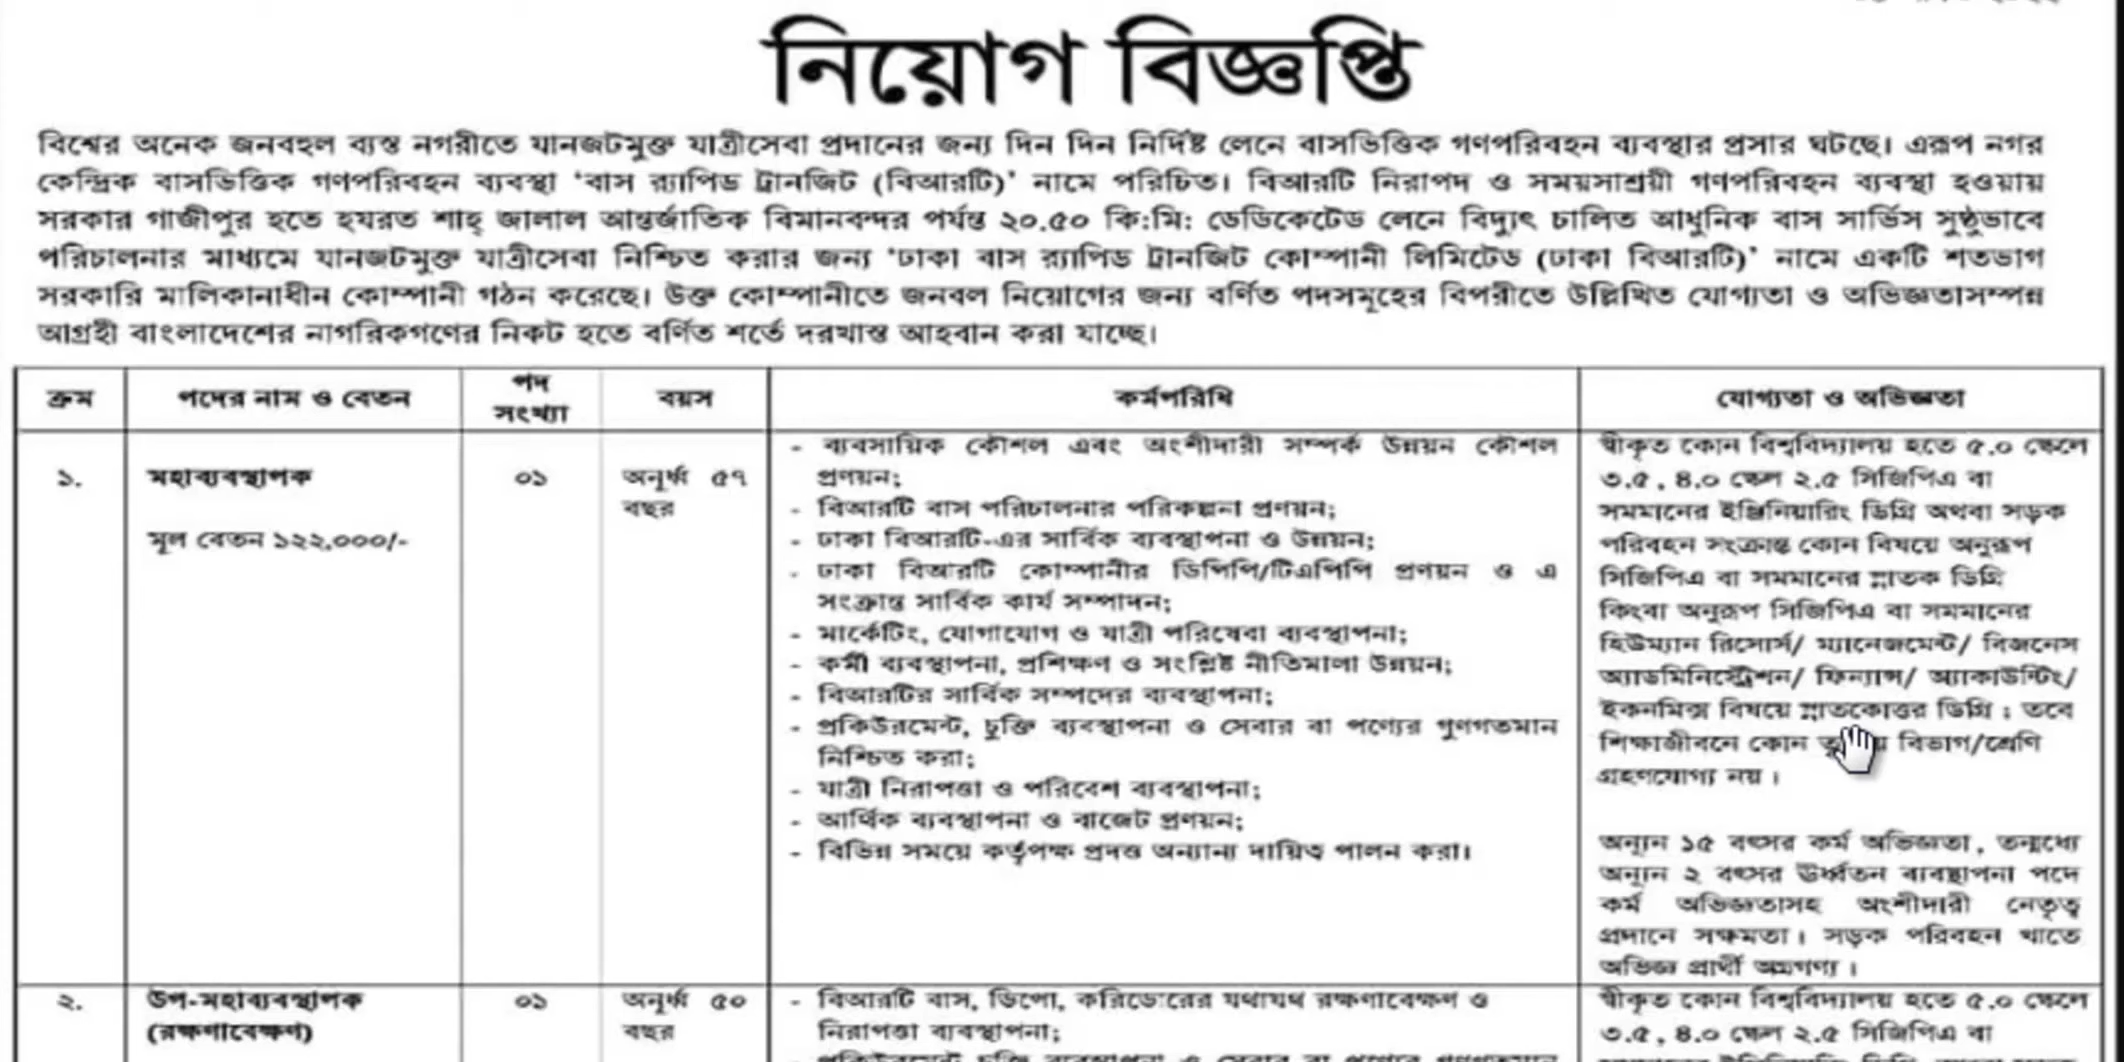 নিয়োগ বিজ্ঞপ্তি
বিশ্বের অনেক জনবহুল ব্যস্ত নগরীতে যানজটমুক্ত যাত্রীসেবা প্রদানের জন্য দিন দিন নির্দিষ্ট লেনে বাসভিত্তিক গণপরিবহন ব্যবস্থার প্রসার ঘটছে। এরূপ নগর
কেন্দ্রিক বাসভিত্তিক গণপরিবহন ব্যবস্থা ‘বাস র‍্যাপিড ট্রানজিট (বিআরটি)’ নামে পরিচিত। বিআরটি নিরাপদ ও সময়সাশ্রয়ী গণপরিবহন ব্যবস্থা হওয়ায়
সরকার গাজীপুর হতে হযরত শাহ্ জালাল আন্তর্জাতিক বিমানবন্দর পর্যন্ত ২০.৫০ কি:মি: ডেডিকেটেড লেনে বিদ্যুৎ চালিত আধুনিক বাস সার্ভিস সুষ্ঠুভাবে
পরিচালনার মাধ্যমে যানজটমুক্ত যাত্রীসেবা নিশ্চিত করার জন্য ‘ঢাকা বাস র‍্যাপিড ট্রানজিট কোম্পানী লিমিটেড (ঢাকা বিআরটি)’ নামে একটি শতভাগ
সরকারি মালিকানাধীন কোম্পানী গঠন করেছে। উক্ত কোম্পানীতে জনবল নিয়োগের জন্য বর্ণিত পদসমূহের বিপরীতে উল্লিখিত যোগ্যতা ও অভিজ্ঞতাসম্পন্ন
আগ্রহী বাংলাদেশের নাগরিকগণের নিকট হতে বর্ণিত শর্তে দরখাস্ত আহবান করা যাচ্ছে।
ক্রম
পদের নাম ও বেতন
পদ
সংখ্যা
বয়স
কর্মপরিধি
যোগ্যতা ও অভিজ্ঞতা
১.
মহাব্যবস্থাপক
মূল বেতন ১২২,০০০/-
০১
অনূর্ধ্ব ৫৭
বছর
- ব্যবসায়িক কৌশল এবং অংশীদারী সম্পর্ক উন্নয়ন কৌশল
প্রণয়ন;
- বিআরটি বাস পরিচালনার পরিকল্পনা প্রণয়ন;
- ঢাকা বিআরটি-এর সার্বিক ব্যবস্থাপনা ও উন্নয়ন;
- ঢাকা বিআরটি কোম্পানীর ডিপিপি/টিএপিপি প্রণয়ন ও এ
সংক্রান্ত সার্বিক কার্য সম্পাদন;
- মার্কেটিং, যোগাযোগ ও যাত্রী পরিষেবা ব্যবস্থাপনা;
- কর্মী ব্যবস্থাপনা, প্রশিক্ষণ ও সংশ্লিষ্ট নীতিমালা উন্নয়ন;
- বিআরটির সার্বিক সম্পদের ব্যবস্থাপনা;
- প্রকিউরমেন্ট, চুক্তি ব্যবস্থাপনা ও সেবার বা পণ্যের গুণগতমান
নিশ্চিত করা;
- যাত্রী নিরাপত্তা ও পরিবেশ ব্যবস্থাপনা;
- আর্থিক ব্যবস্থাপনা ও বাজেট প্রণয়ন;
- বিভিন্ন সময়ে কর্তৃপক্ষ প্রদত্ত অন্যান্য দায়িত্ব পালন করা।
স্বীকৃত কোন বিশ্ববিদ্যালয় হতে ৫.০ স্কেলে
৩.৫, ৪.০ স্কেল ২.৫ সিজিপিএ বা
সমমানের ইঞ্জিনিয়ারিং ডিগ্রি অথবা সড়ক
পরিবহন সংক্রান্ত কোন বিষয়ে অনুরূপ
সিজিপিএ বা সমমানের স্নাতক ডিগ্রি
কিংবা অনুরূপ সিজিপিএ বা সমমানের
হিউম্যান রিসোর্স/ ম্যানেজমেন্ট/ বিজনেস
অ্যাডমিনিস্ট্রেশন/ ফিন্যান্স/ অ্যাকাউন্টিং/
ইকনমিক্স বিষয়ে স্নাতকোত্তর ডিগ্রি ; তবে
শিক্ষাজীবনে কোন বিভাগ/শ্রেণি
গ্রহণযোগ্য নয় ।
অন্যূন ১৫ বৎসর কর্ম অভিজ্ঞতা, তন্মধ্যে
অন্যূন ২ বৎসর ঊর্ধ্বতন ব্যবস্থাপনা পদে
কর্ম অভিজ্ঞতাসহ অংশীদারী নেতৃত্ব
প্রদানে সক্ষমতা । সড়ক পরিবহন খাতে
অভিজ্ঞ প্রার্থী অগ্রগণ্য ।
২.
উপ-মহাব্যবস্থাপক
(রক্ষণাবেক্ষণ)
০১
অনূর্ধ্ব ৫০
বছর
- বিআরটি বাস, ডিপো, করিডোরের যথাযথ রক্ষণাবেক্ষণ ও
নিরাপত্তা ব্যবস্থাপনা;
স্বীকৃত কোন বিশ্ববিদ্যালয় হতে ৫.০ স্কেলে
৩.৫, ৪.০ স্কেল ২.৫ সিজিপিএ বা